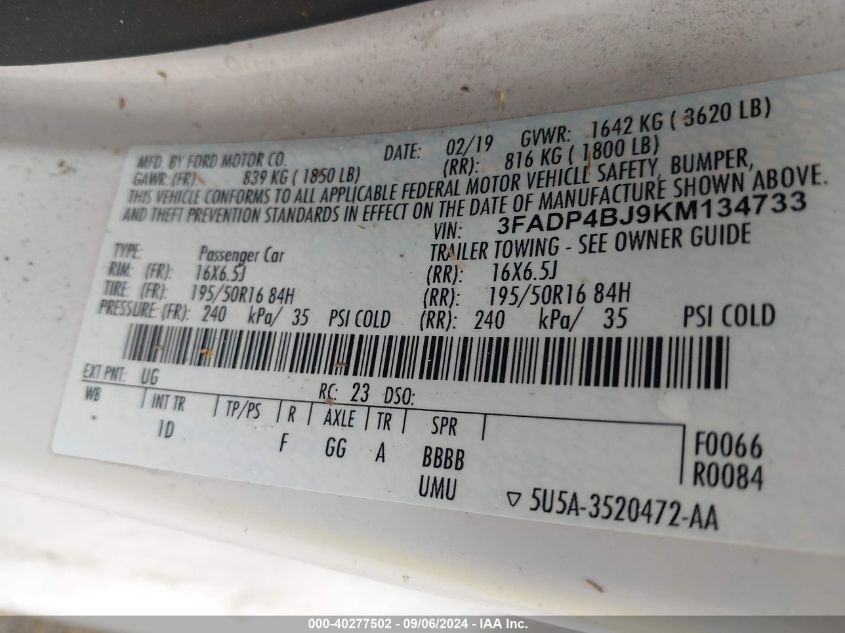 MFD. BY FORD MOTOR CO. DATE: 02/19 GVWR: 1642 KG ( 3620 LB)
GAWR: (FR): 839 KG ( 1850 LB) (RR): 816 KG ( 1800 LB)
THIS VEHICLE CONFORMS TO ALL APPLICABLE FEDERAL MOTOR VEHICLE SAFETY, BUMPER,
AND THEFT PREVENTION STANDARDS IN EFFECT ON THE DATE OF MANUFACTURE SHOWN ABOVE.
VIN: 3FADP4BJ9KM134733
TYPE: Passenger Car TRAILER TOWING - SEE OWNER GUIDE
RIM: (FR): 16X6.5J (RR): 16X6.5J
TIRE: (FR): 195/50R16 84H (RR): 195/50R16 84H
PRESSURE: (FR): 240 kPa/ 35 PSI COLD (RR): 240 kPa/ 35 PSI COLD
EXT PNT: UG RC: 23 DSO:
WB INT TR TP/PS R AXLE TR SPR
1D F GG A BBBB F0066
UMU R0084
▽ 5U5A-3520472-AA
000-40277502 - 09/06/2024 - IAA Inc.